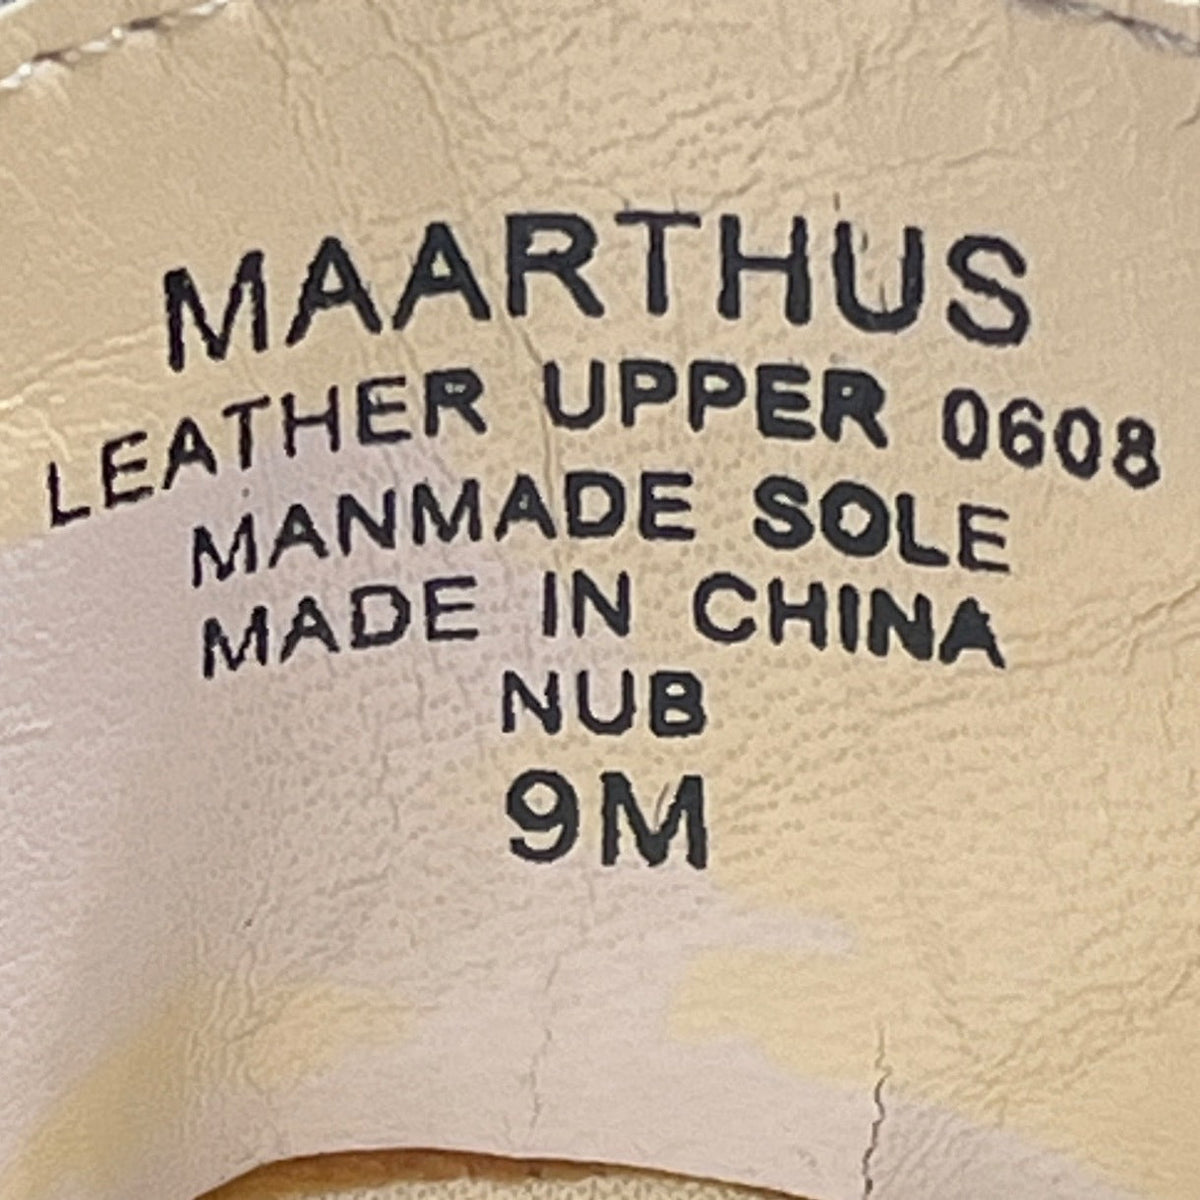 MAARTHUS
LEATHER UPPER 0608
MANMADE SOLE
MADE IN CHINA
NUB
9M